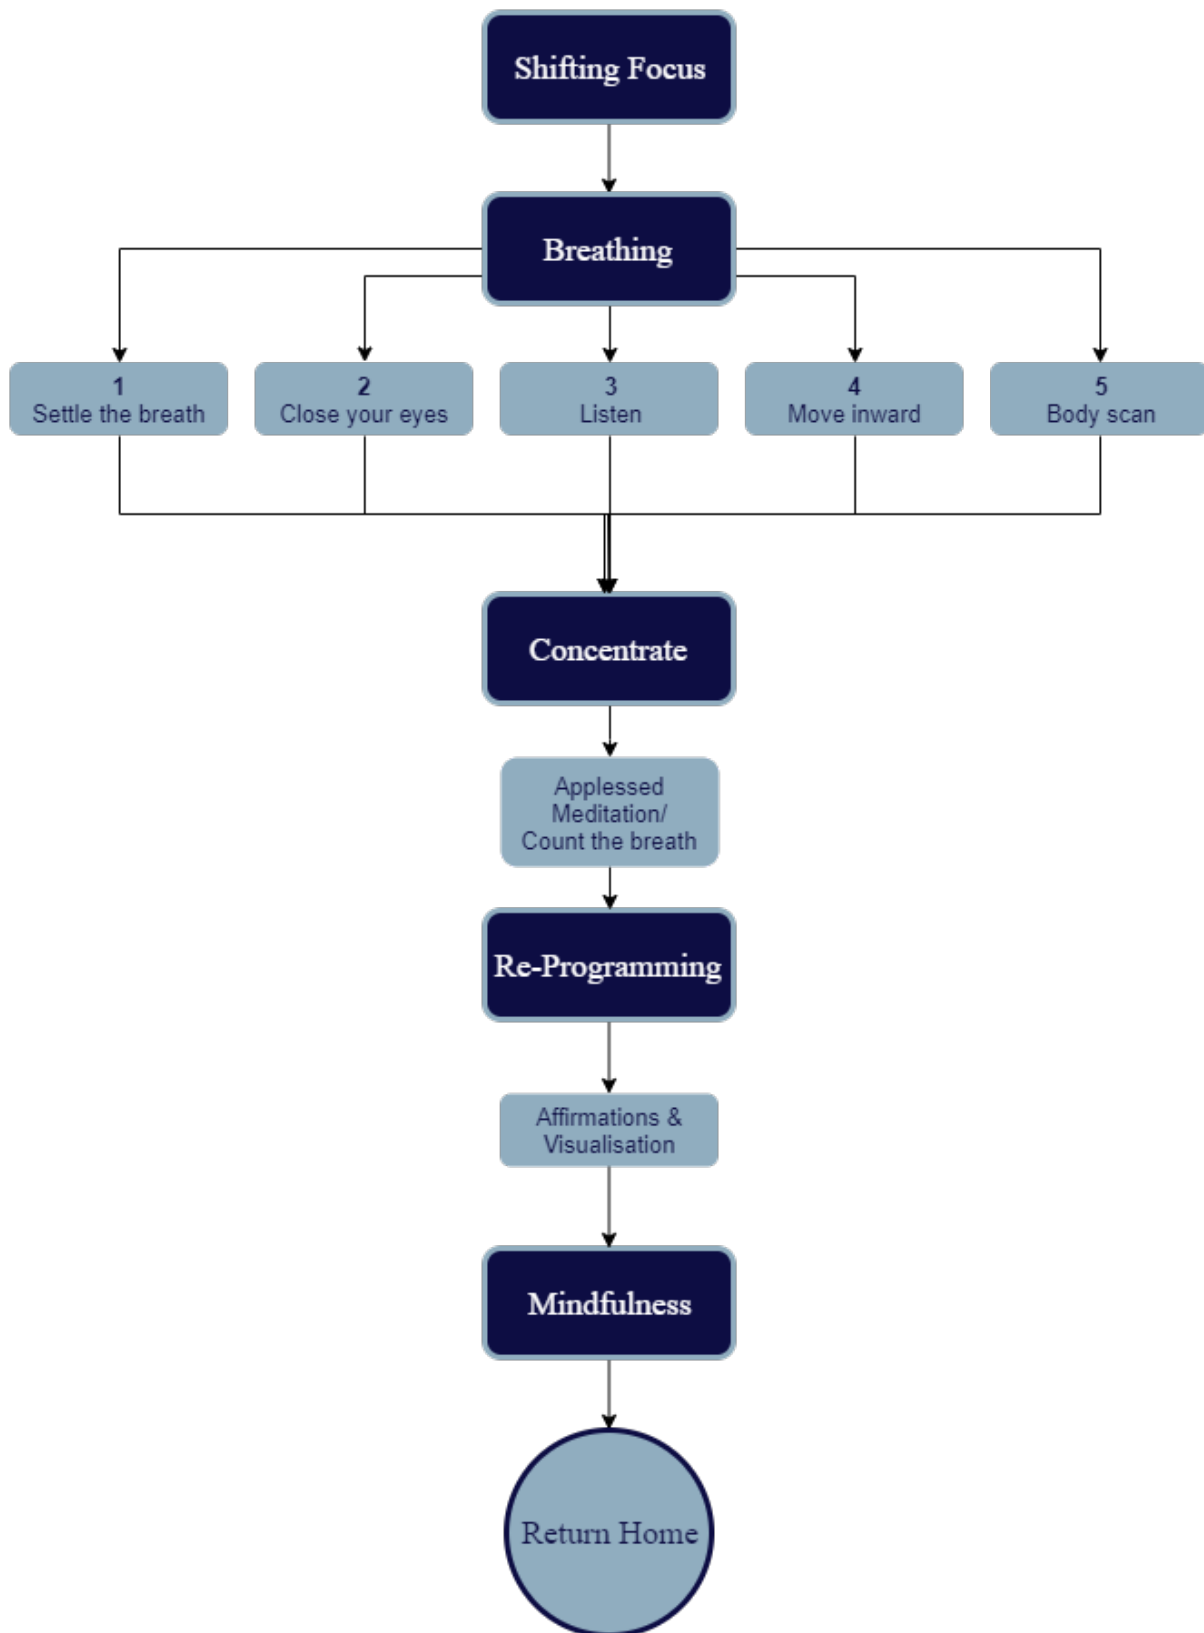 Shifting Focus
Breathing
1
Settle the breath
2
Close your eyes
3
Listen
4
Move inward
5
Body scan
Concentrate
Applessed
Meditation/
Count the breath
Re-Programming
Affirmations &
Visualisation
Mindfulness
Return Home